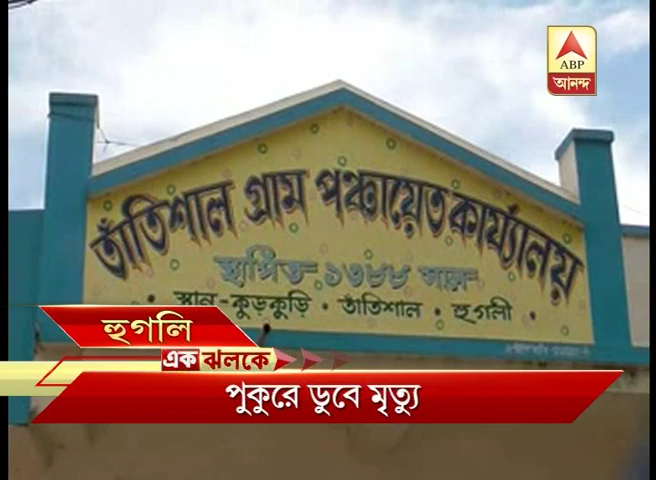 ABP
আনন্দ
তাঁতিশাল গ্রাম পঞ্চায়েত কার্য্যালয়
স্থাপিত - ১৩৮৮ সাল
• স্থান - কুড়কুড়ি • তাঁতিশাল • হুগলী •
হুগলি
এক ঝলকে
পুকুরে ডুবে মৃত্যু